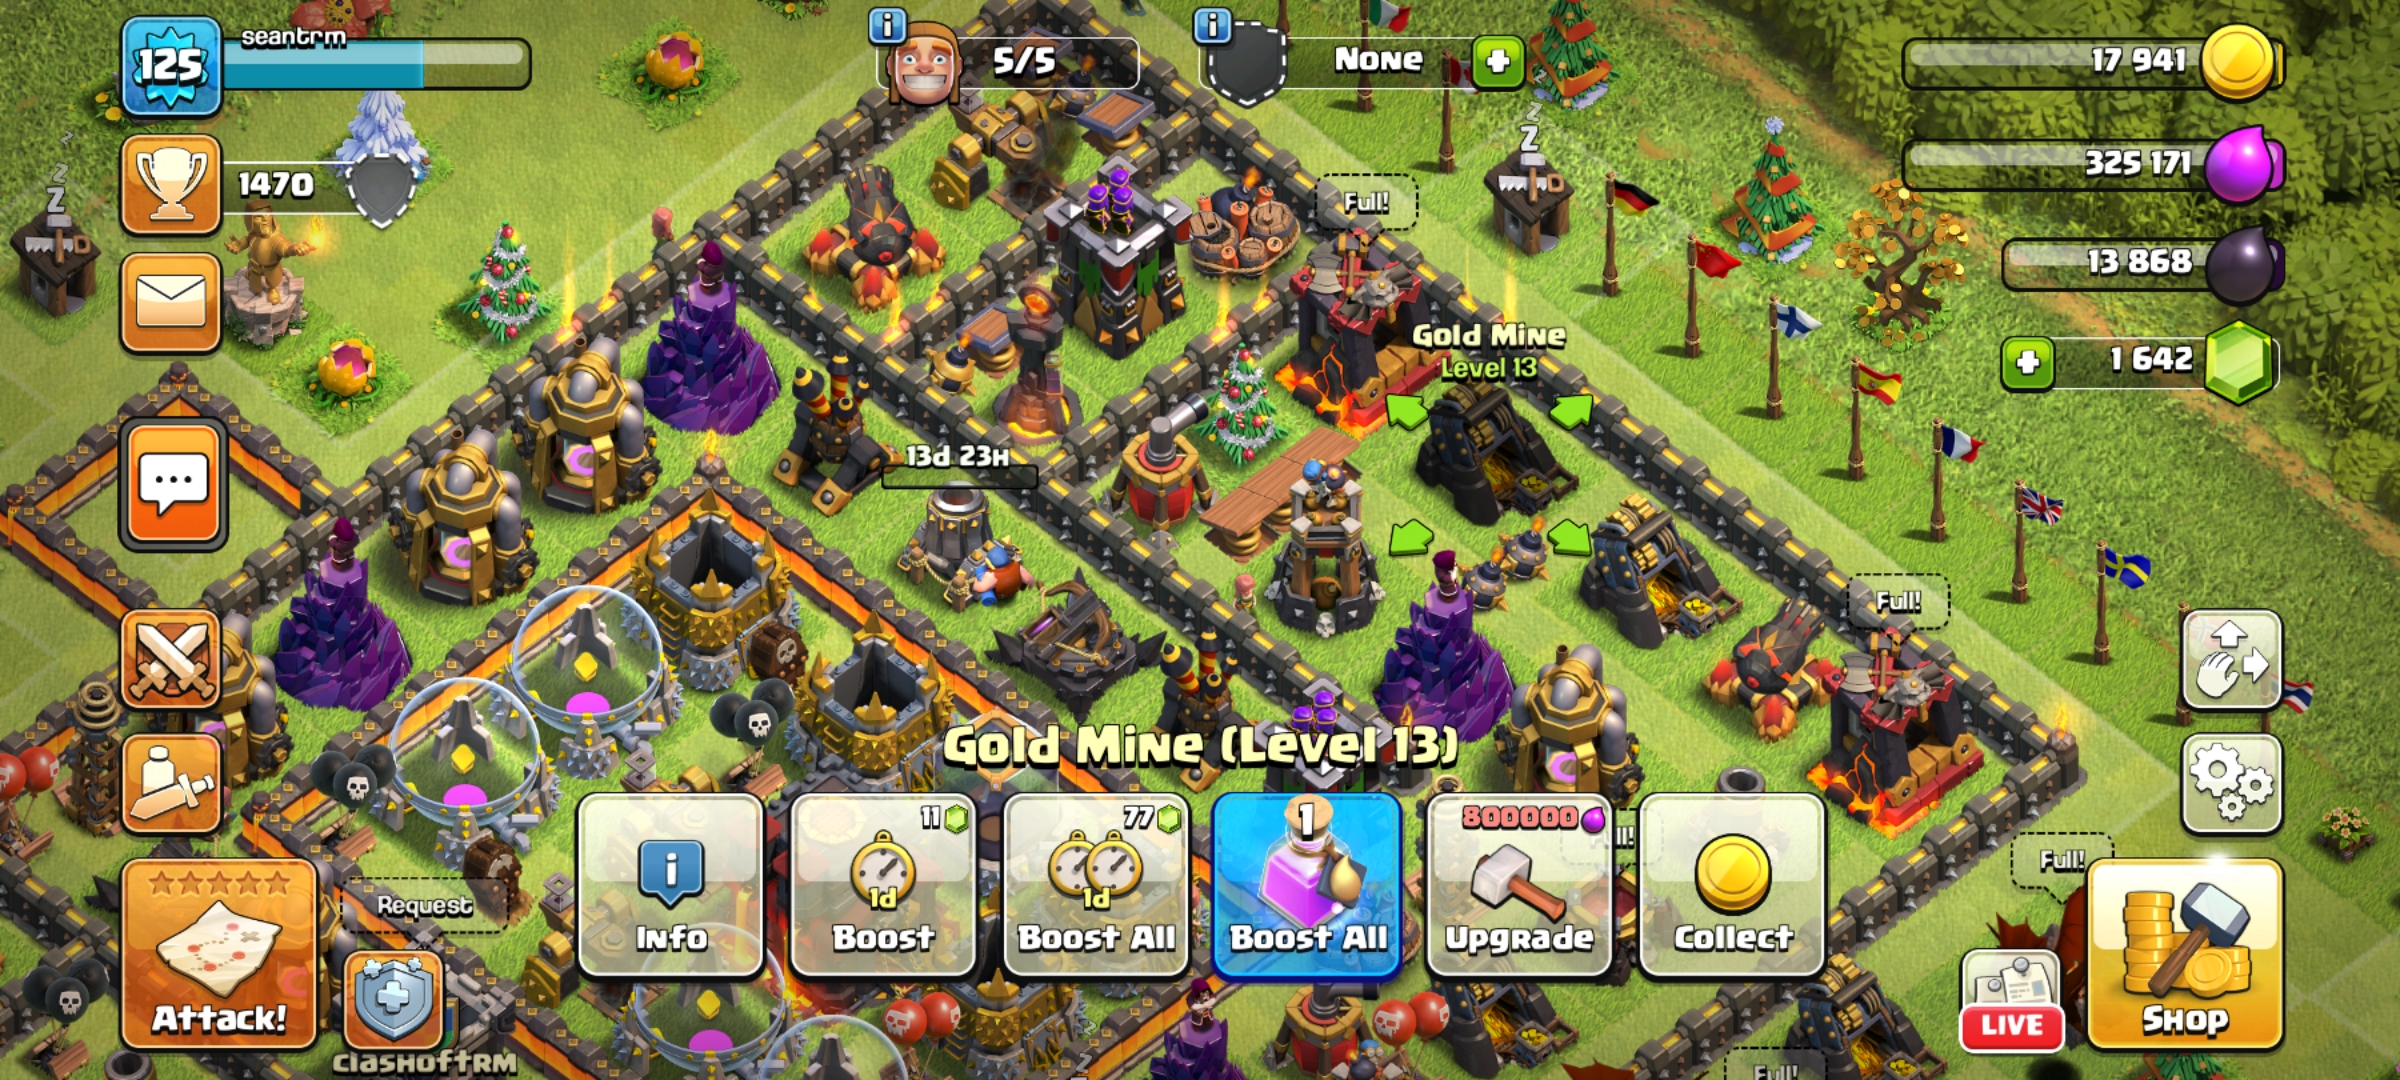 125
seantrm
5/5
None
17 941
1470
325 171
13 868
1 642
Full!
Gold Mine
Level 13
13d 23H
Full!
Gold Mine (Level 13)
11
1d
Boost
77
1d
Boost All
1
Boost All
800000
Upgrade
Collect
Info
Full!
Request
Attack!
clashoftRM
LIVE
Shop
Full!
z
z
z
z